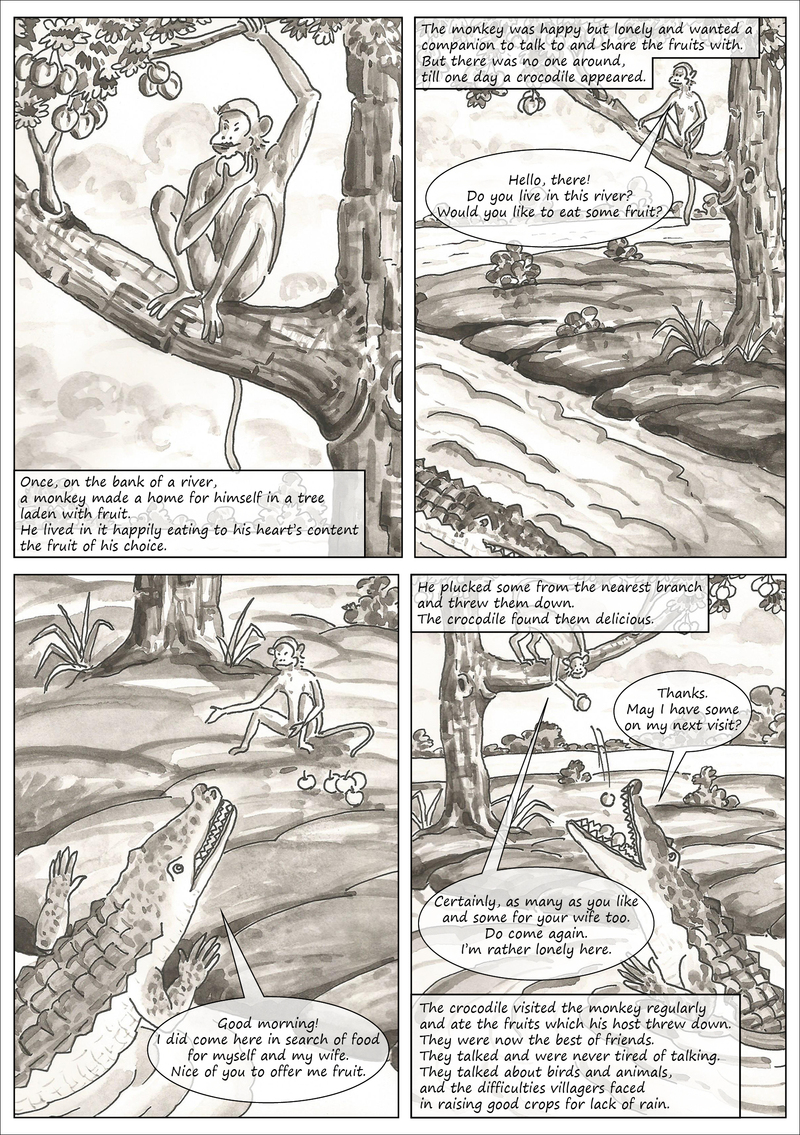 Once, on the bank of a river,
a monkey made a home for himself in a tree
laden with fruit.
He lived in it happily eating to his heart's content
the fruit of his choice.
The monkey was happy but lonely and wanted a
companion to talk to and share the fruits with.
But there was no one around,
till one day a crocodile appeared.
Hello, there!
Do you live in this river?
Would you like to eat some fruit?
Good morning!
I did come here in search of food
for myself and my wife.
Nice of you to offer me fruit.
He plucked some from the nearest branch
and threw them down.
The crocodile found them delicious.
Thanks.
May I have some
on my next visit?
Certainly, as many as you like
and some for your wife too.
Do come again.
I'm rather lonely here.
The crocodile visited the monkey regularly
and ate the fruits which his host threw down.
They were now the best of friends.
They talked and were never tired of talking.
They talked about birds and animals,
and the difficulties villagers faced
in raising good crops for lack of rain.